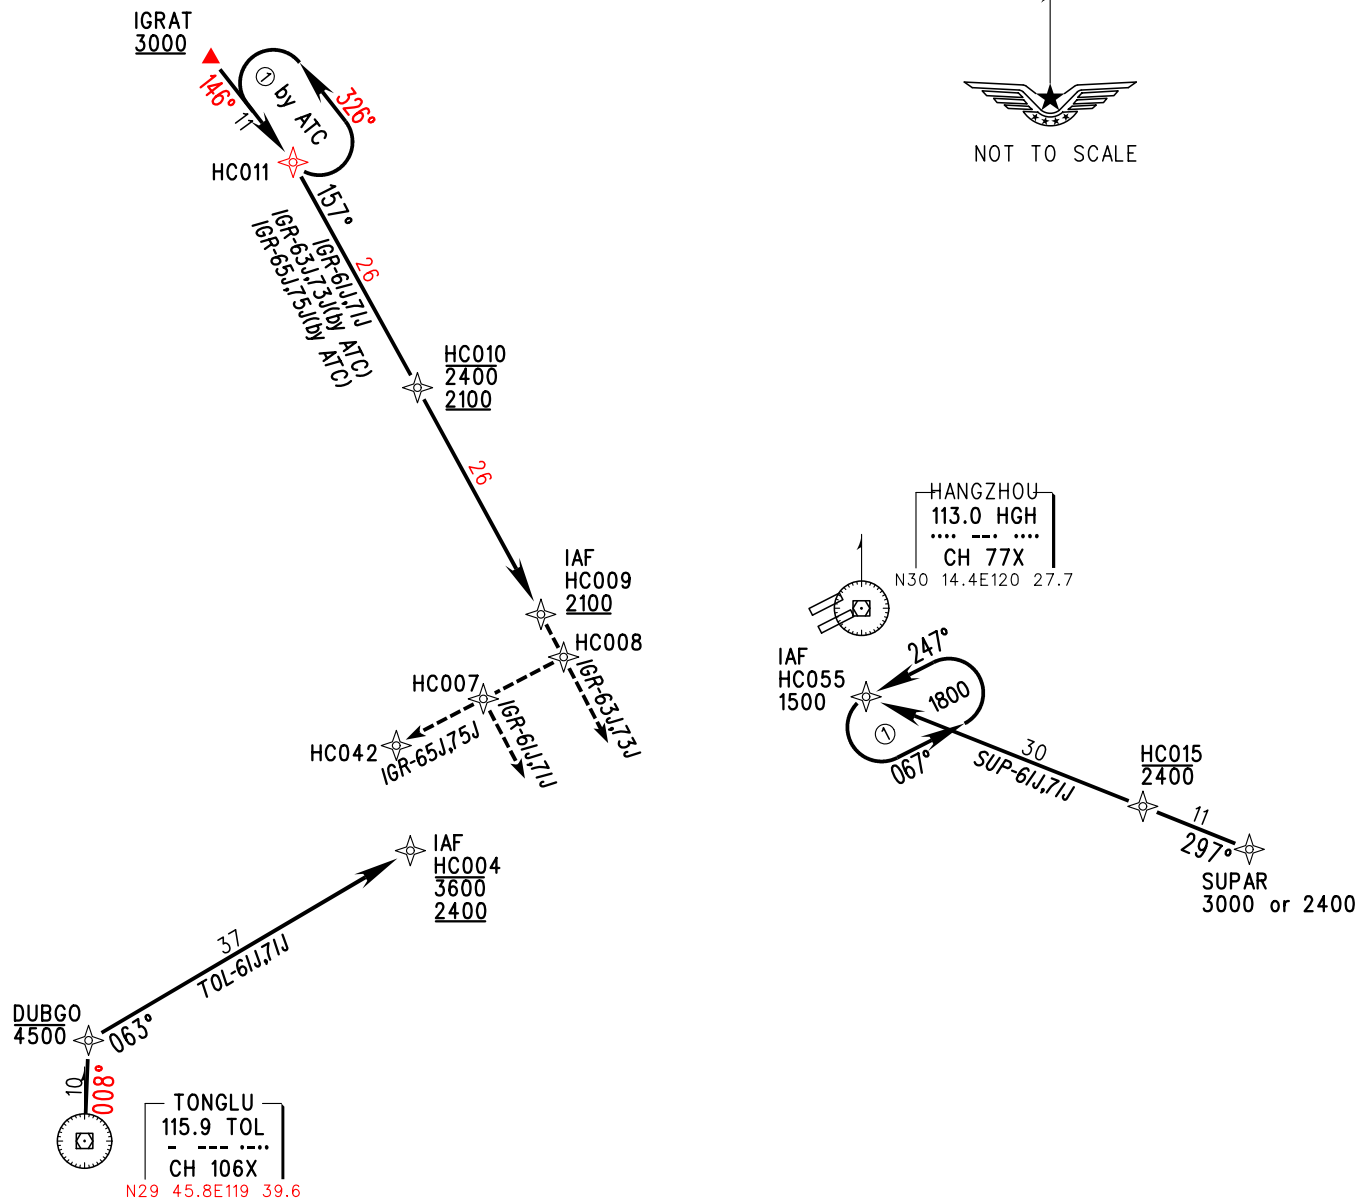 IGRAT
3000
146°
11
① by ATC
326°
HC011
157°
IGR-61J,71J
IGR-63J,73J(by ATC)
IGR-65J,75J(by ATC)
26
HC010
2400
2100
26
IAF
HC009
2100
HC008
IGR-63J,73J
HC007
IGR-61J,71J
HC042
IGR-65J,75J
NOT TO SCALE
HANGZHOU
113.0 HGH
CH 77X
N30 14.4E120 27.7
IAF
HC055
1500
247°
1800
①
067°
30
SUP-61J,71J
HC015
2400
11
297°
SUPAR
3000 or 2400
IAF
HC004
3600
2400
37
TOL-61J,71J
DUBGO
4500
063°
10
008°
TONGLU
115.9 TOL
CH 106X
N29 45.8E119 39.6